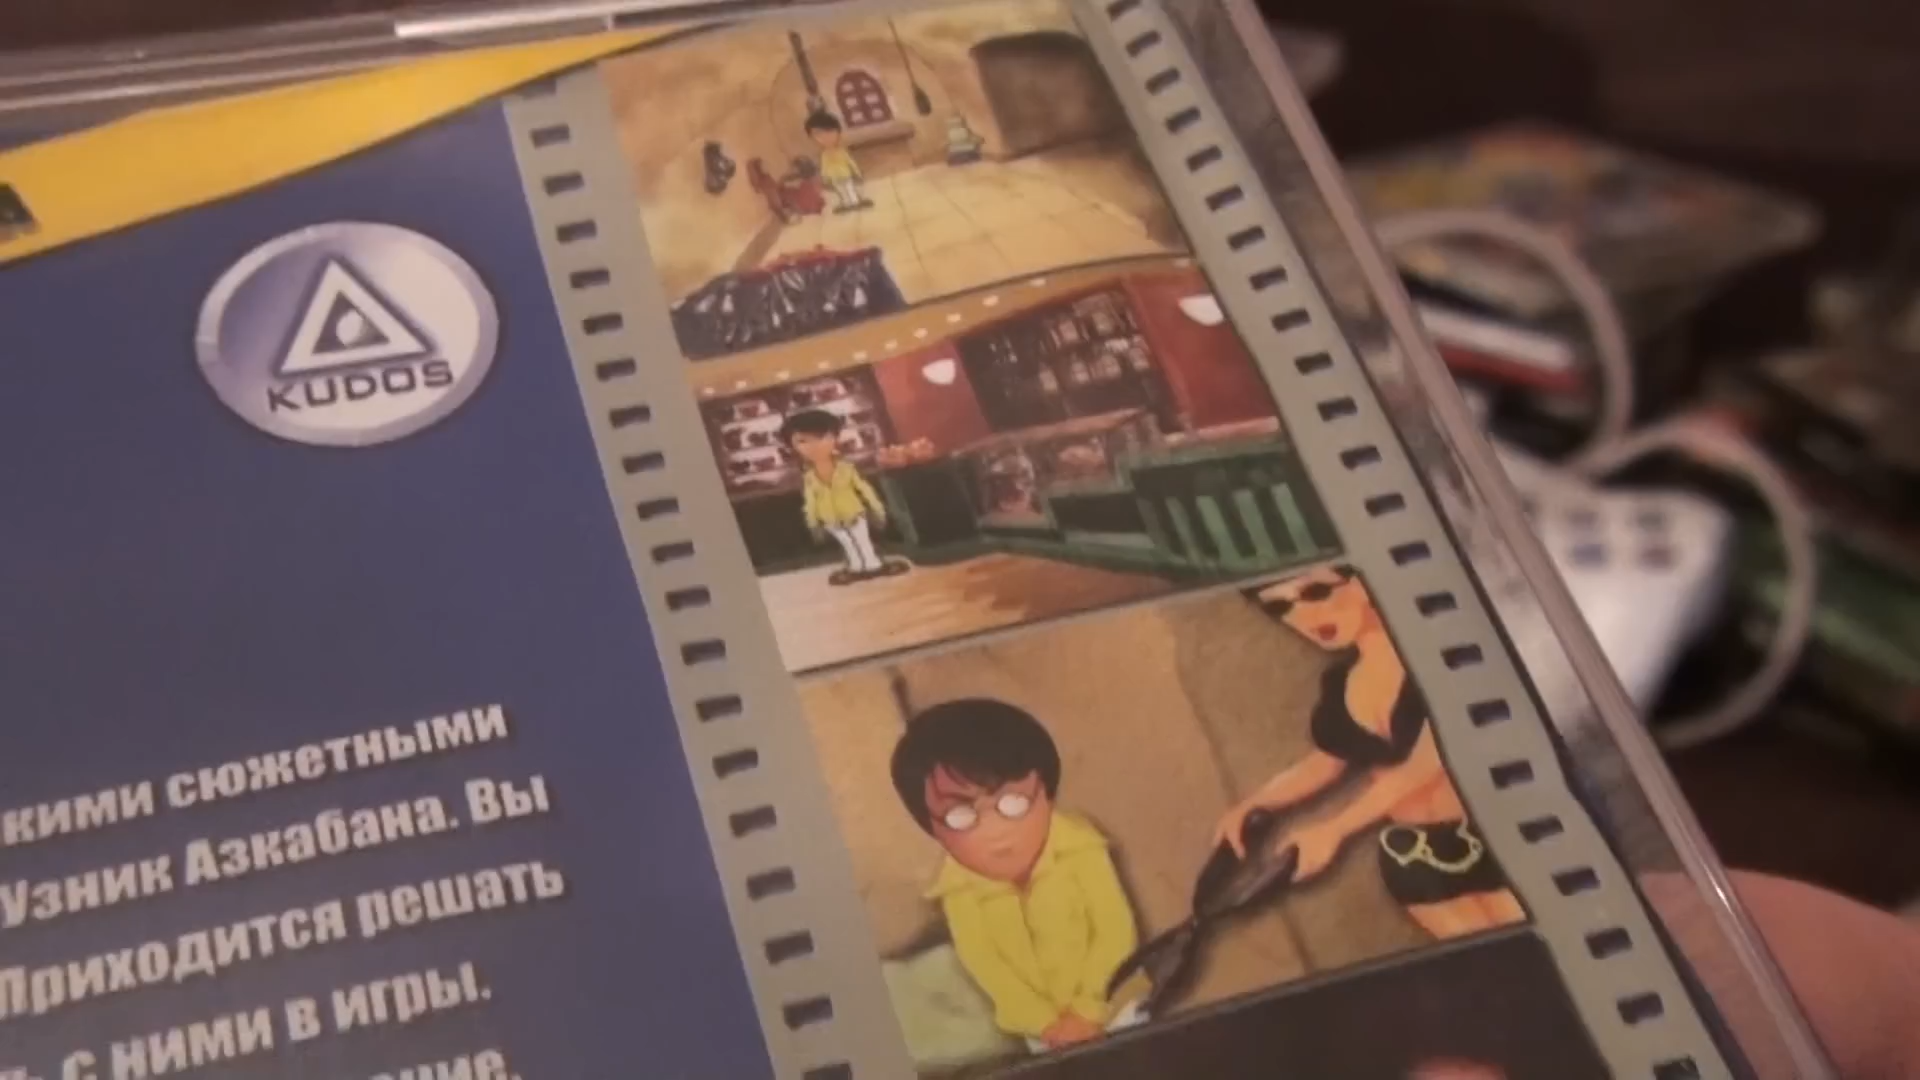 KUDOS
кими сюжетными
Узник Азкабана. Вы
Приходится решать
с ними в игры.